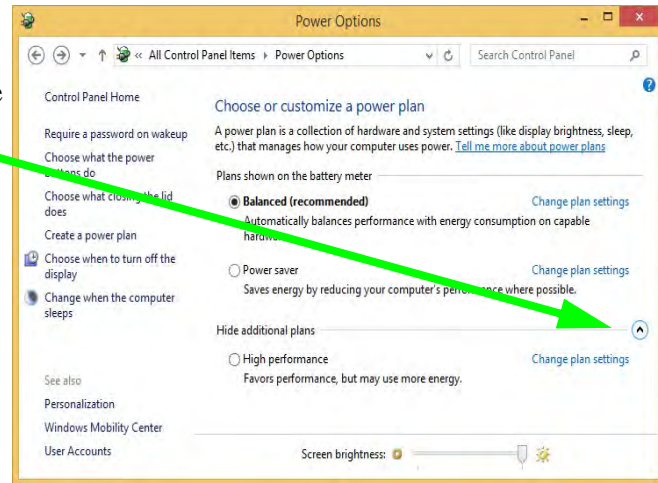 Power Options
« All Control Panel Items ▸ Power Options
Search Control Panel
e
Control Panel Home
Require a password on wakeup
Choose what the power
buttons do
Choose what closing the lid
does
Create a power plan
Choose when to turn off the
display
Change when the computer
sleeps
See also
Personalization
Windows Mobility Center
User Accounts
Choose or customize a power plan
A power plan is a collection of hardware and system settings (like display brightness, sleep,
etc.) that manages how your computer uses power. Tell me more about power plans
Plans shown on the battery meter
Balanced (recommended) Change plan settings
Automatically balances performance with energy consumption on capable
hardware.
Power saver Change plan settings
Saves energy by reducing your computer's performance where possible.
Hide additional plans
High performance Change plan settings
Favors performance, but may use more energy.
Screen brightness: